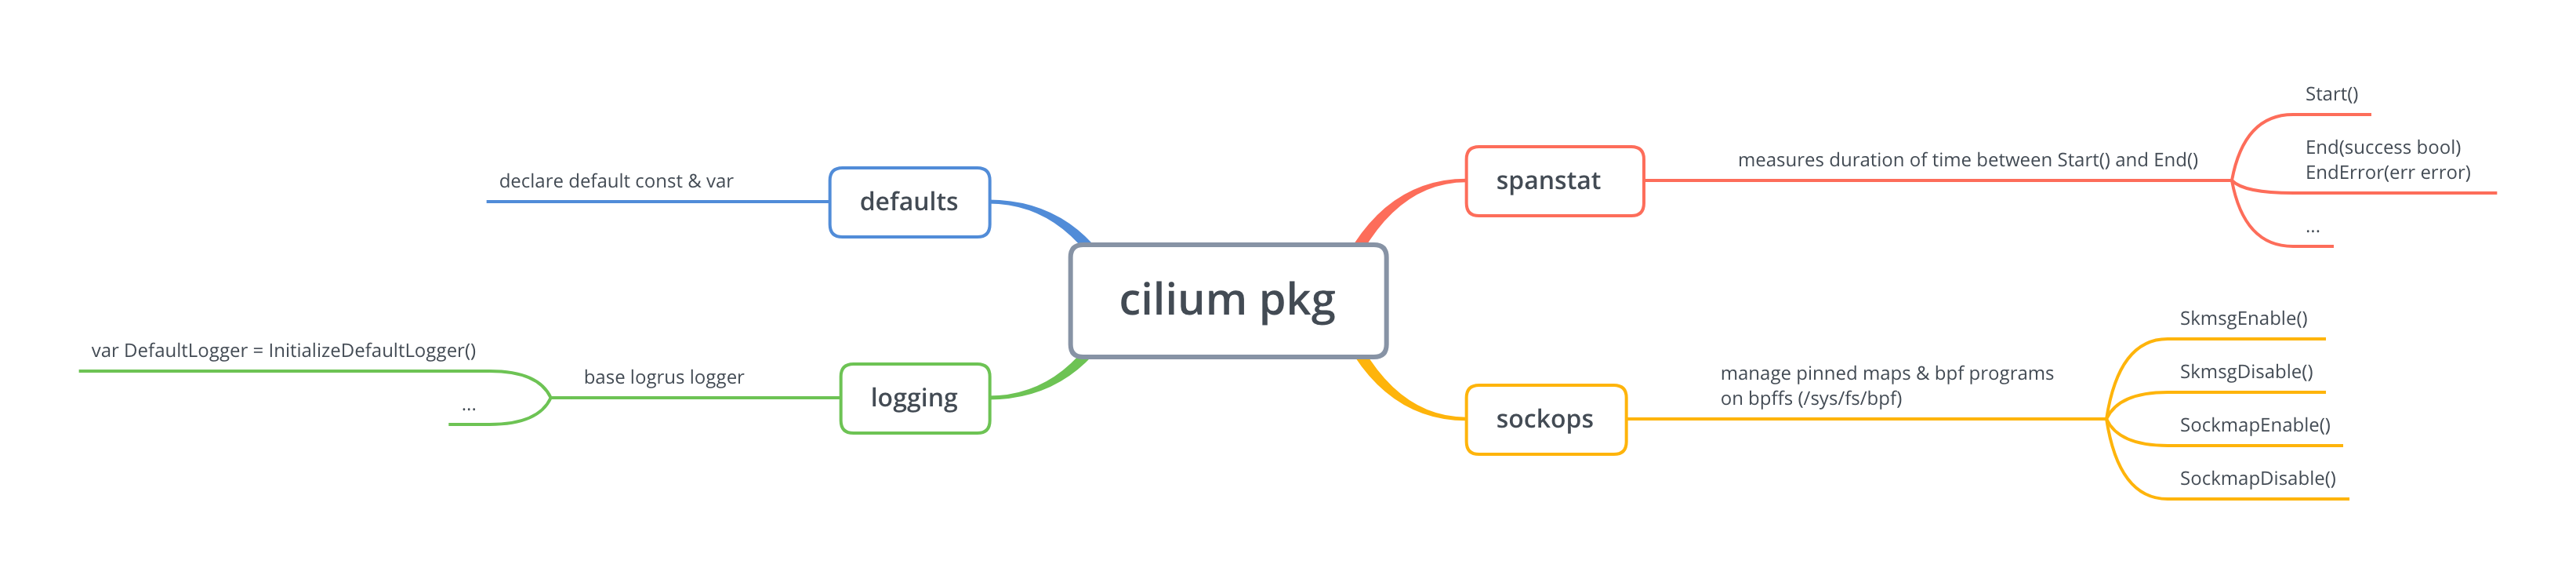 cilium pkg
defaults
declare default const & var
logging
base logrus logger
var DefaultLogger = InitializeDefaultLogger()
...
spanstat
measures duration of time between Start() and End()
Start()
End(success bool)
EndError(err error)
...
sockops
manage pinned maps & bpf programs
on bpffs (/sys/fs/bpf)
SkmsgEnable()
SkmsgDisable()
SockmapEnable()
SockmapDisable()